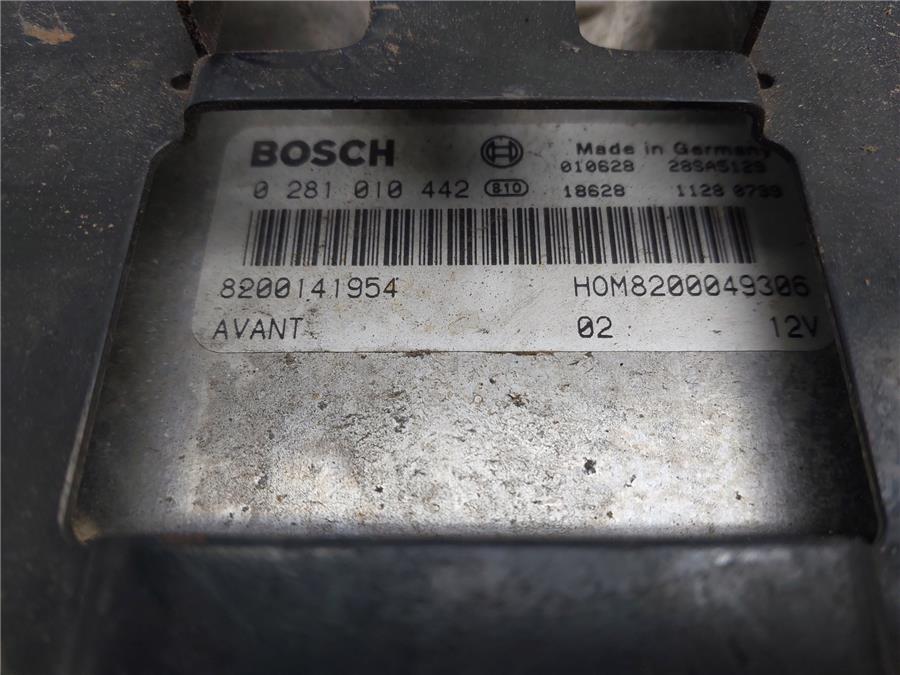 BOSCH Made in Germany
010628 28SA5129
0 281 010 442 810 18628 1128 0799
8200141954 HOM8200049306
AVANT 02 12V